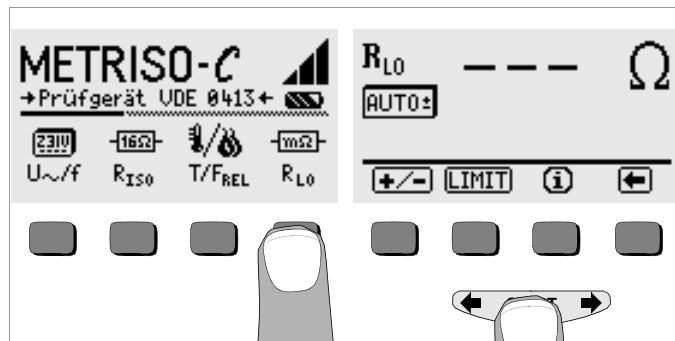 METRISO-C
→Prüfgerät VDE 0413←
231V
16Ω
mΩ
U~/f
RISO
T/FREL
RLO
RLO
– – –
Ω
AUTO±
+/-
LIMIT
i